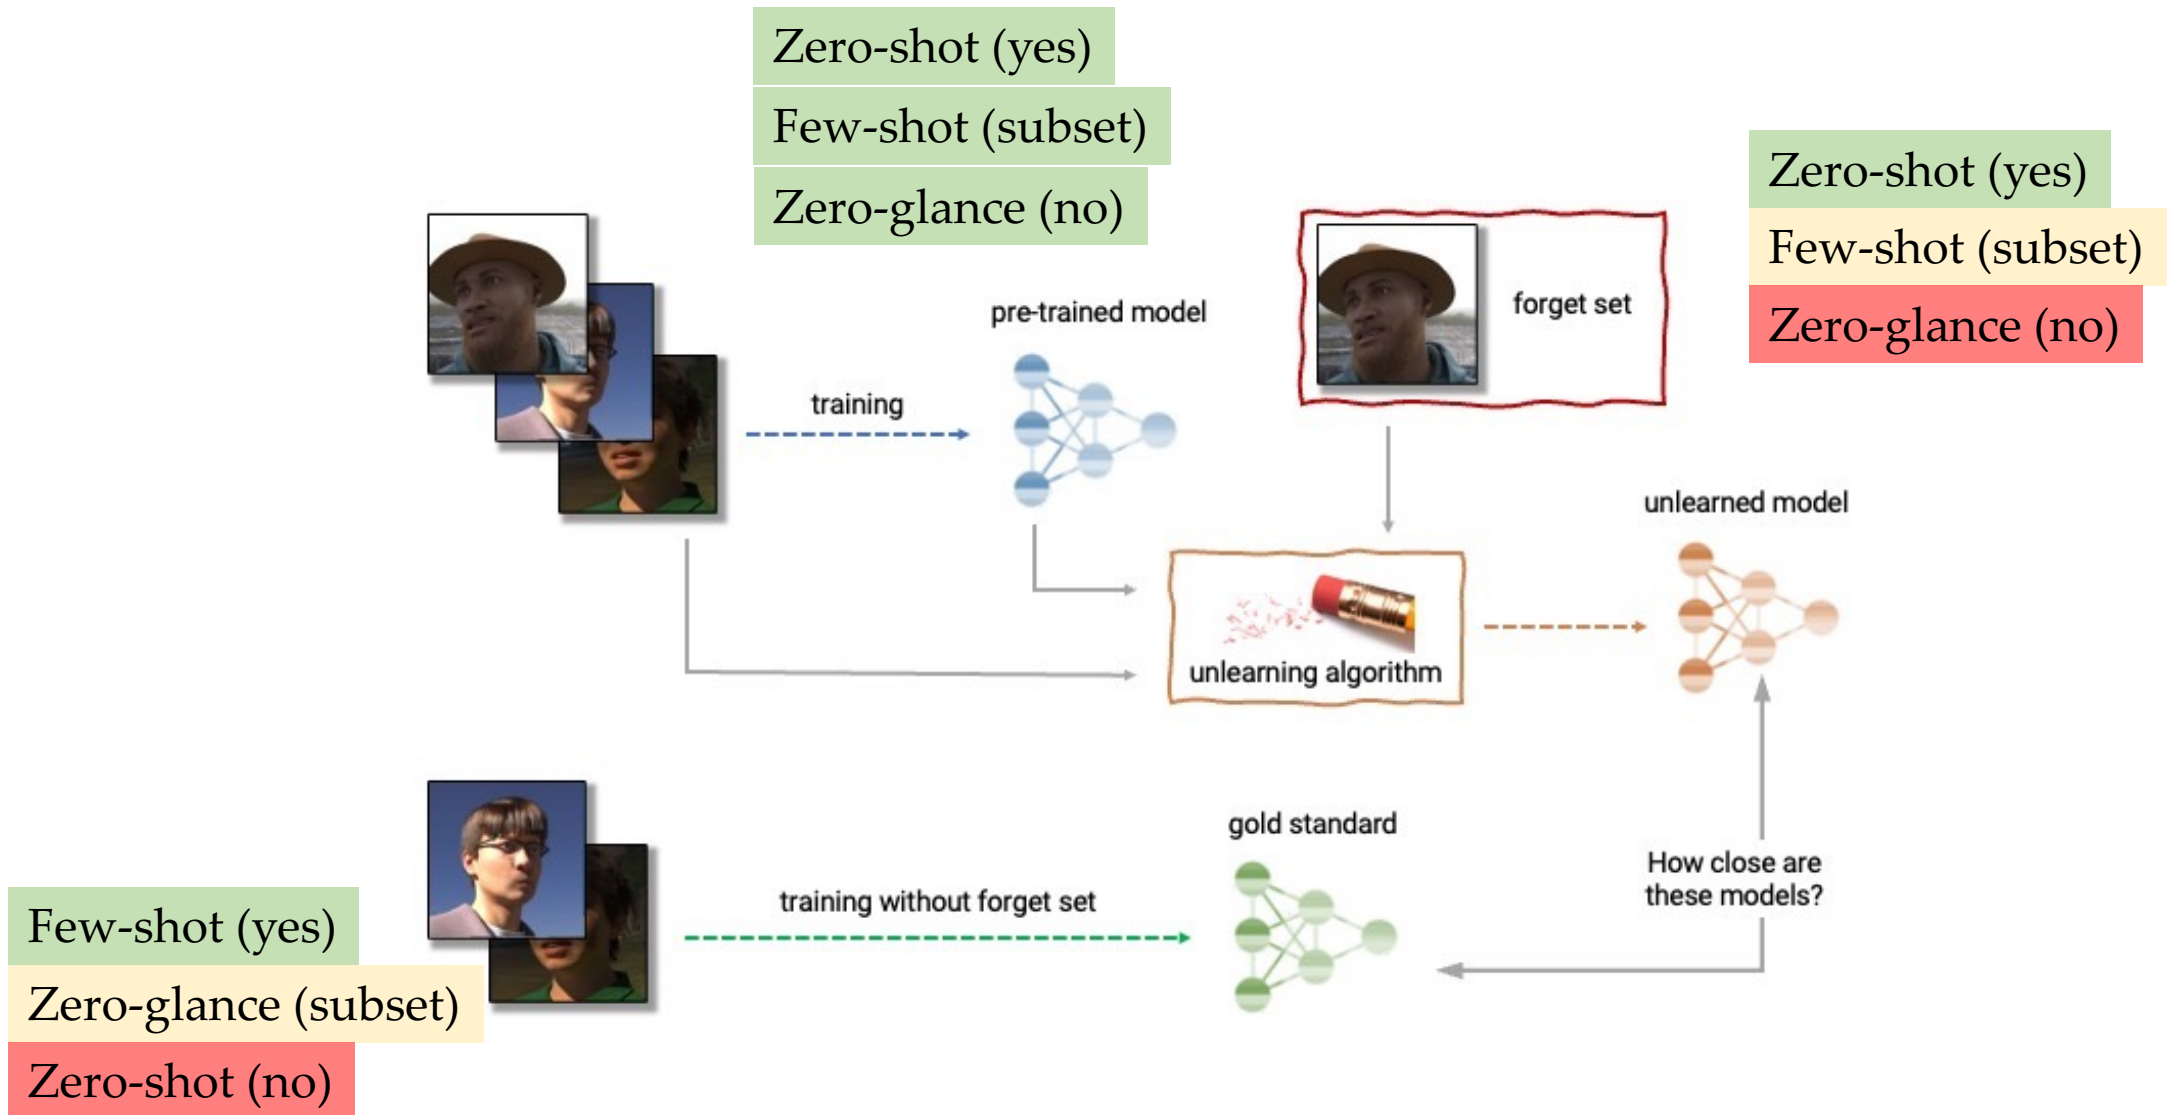 Zero-shot (yes)
Few-shot (subset)
Zero-glance (no)
Zero-shot (yes)
Few-shot (subset)
Zero-glance (no)
pre-trained model
forget set
training
unlearned model
unlearning algorithm
gold standard
How close are
these models?
training without forget set
Few-shot (yes)
Zero-glance (subset)
Zero-shot (no)